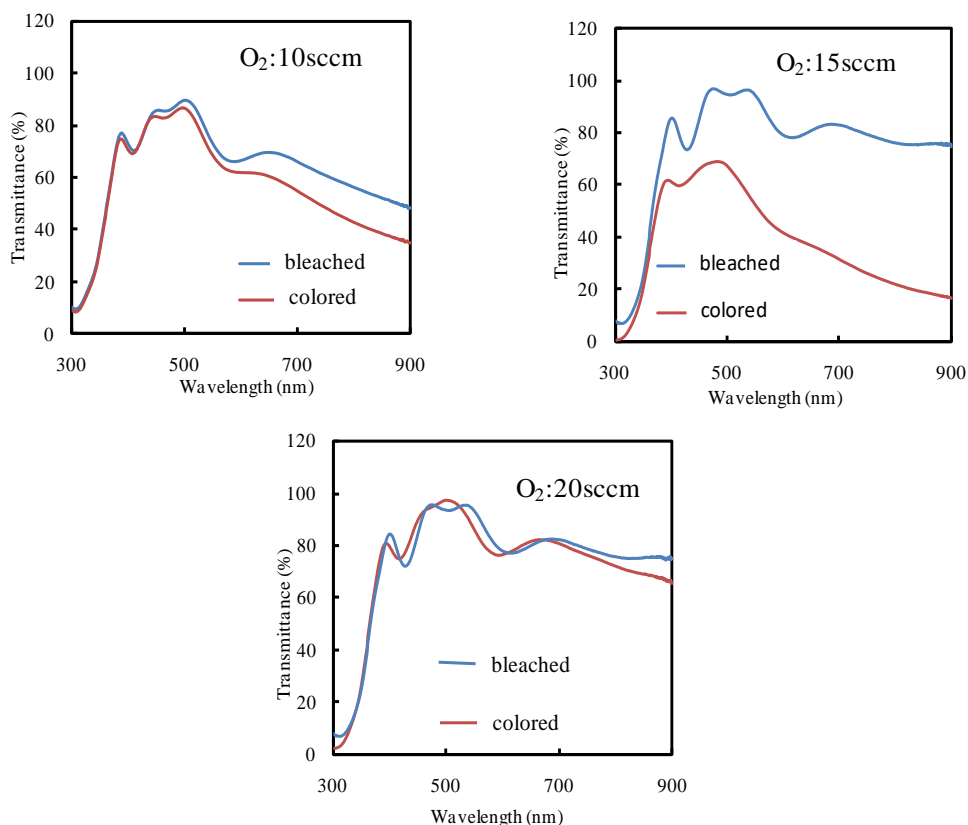 O₂:10sccm
Transmittance (%)
120
100
80
60
40
20
0
bleached
colored
300
500
700
900
Wavelength (nm)
O₂:15sccm
Transmittance (%)
120
100
80
60
40
20
0
bleached
colored
300
500
700
900
Wavelength (nm)
O₂:20sccm
Transmittance (%)
120
100
80
60
40
20
0
bleached
colored
300
500
700
900
Wavelength (nm)